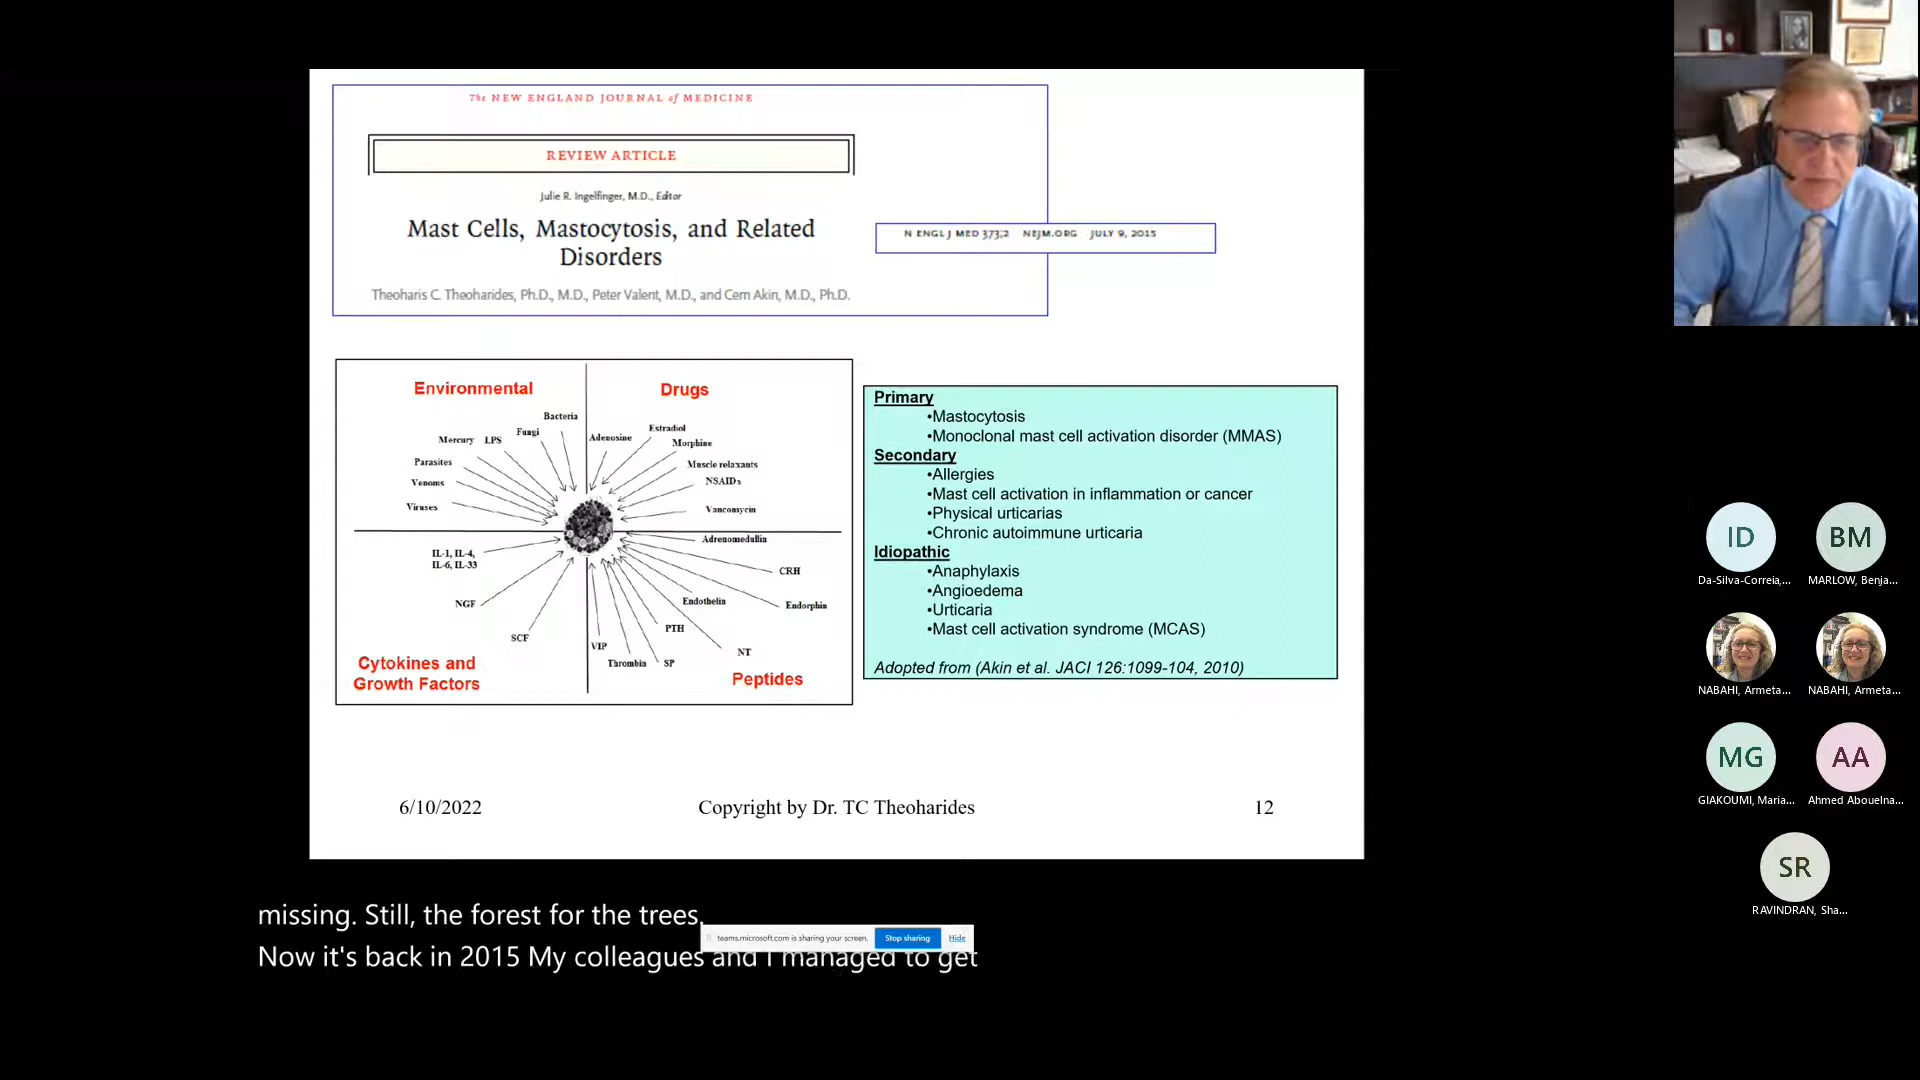 The NEW ENGLAND JOURNAL of MEDICINE
REVIEW ARTICLE
Julie R. Ingelfinger, M.D., Editor
Mast Cells, Mastocytosis, and Related
Disorders
Theoharis C. Theoharides, Ph.D., M.D., Peter Valent, M.D., and Cem Akin, M.D., Ph.D.
N ENGL J MED 373;2 NEJM.ORG JULY 9, 2015
Environmental
Bacteria
Fungi
Mercury LPS
Parasites
Venoms
Viruses
Drugs
Estradiol
Adenosine
Morphine
Muscle relaxants
NSAIDs
Vancomycin
IL-1, IL-4,
IL-6, IL-33
NGF
SCF
Cytokines and
Growth Factors
Adrenomedullin
CRH
Endothelin
Endorphin
PTH
VIP
NT
Thrombin
SP
Peptides
Primary
•Mastocytosis
•Monoclonal mast cell activation disorder (MMAS)
Secondary
•Allergies
•Mast cell activation in inflammation or cancer
•Physical urticarias
•Chronic autoimmune urticaria
Idiopathic
•Anaphylaxis
•Angioedema
•Urticaria
•Mast cell activation syndrome (MCAS)
Adopted from (Akin et al. JACI 126:1099-104, 2010)
6/10/2022
Copyright by Dr. TC Theoharides
12
missing. Still, the forest for the trees.
Now it's back in 2015 My colleagues and I managed to get
teams.microsoft.com is sharing your screen.
Stop sharing
Hide
ID
Da-Silva-Correia,...
BM
MARLOW, Benja...
NABAHI, Armeta...
NABAHI, Armeta...
MG
GIAKOUMI, Maria...
AA
Ahmed Abouelna...
SR
RAVINDRAN, Sha...